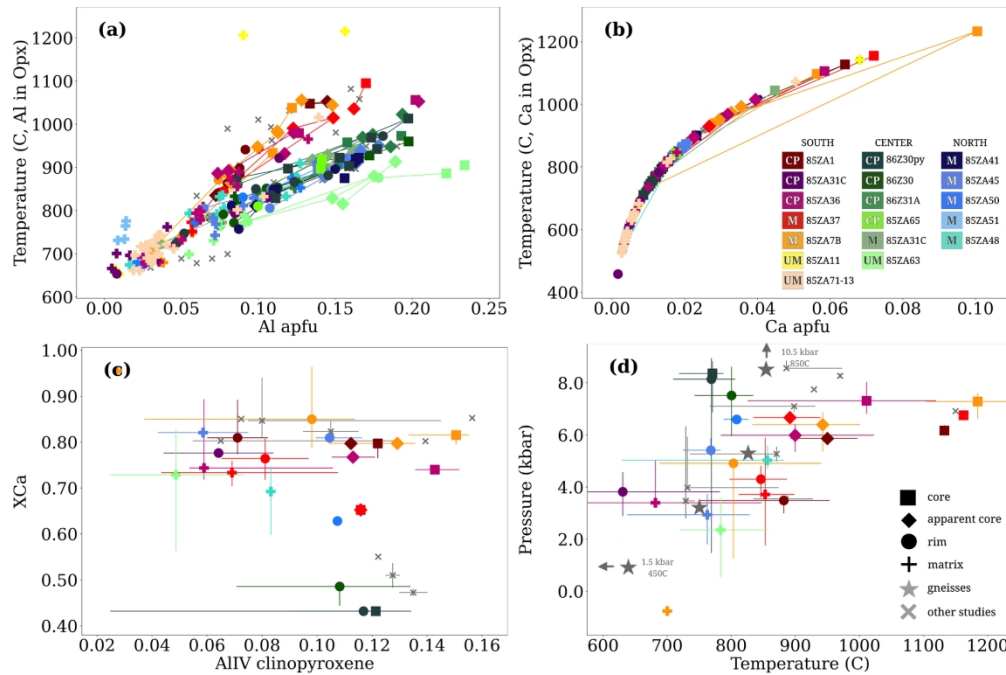 (a)
Temperature (C, Al in Opx)
1200
1100
1000
900
800
700
600
0.00
0.05
0.10
0.15
0.20
0.25
Al apfu
(b)
Temperature (C, Ca in Opx)
1200
1000
800
600
400
0.00
0.02
0.04
0.06
0.08
0.10
Ca apfu
SOUTH
CP 85ZA1
CP 85ZA31C
CP 85ZA36
M 85ZA37
M 85ZA7B
UM 85ZA11
UM 85ZA71-13
CENTER
CP 86Z30py
CP 86Z30
CP 86Z31A
CP 85ZA65
M 85ZA31C
UM 85ZA63
NORTH
M 85ZA41
M 85ZA45
M 85ZA50
M 85ZA51
M 85ZA48
(c)
XCa
1.00
0.90
0.80
0.70
0.60
0.50
0.40
0.02
0.04
0.06
0.08
0.10
0.12
0.14
0.16
AlIV clinopyroxene
(d)
Pressure (kbar)
8.0
6.0
4.0
2.0
0.0
600
700
800
900
1000
1100
1200
Temperature (C)
10.5 kbar
850C
1.5 kbar
450C
core
apparent core
rim
matrix
gneisses
other studies